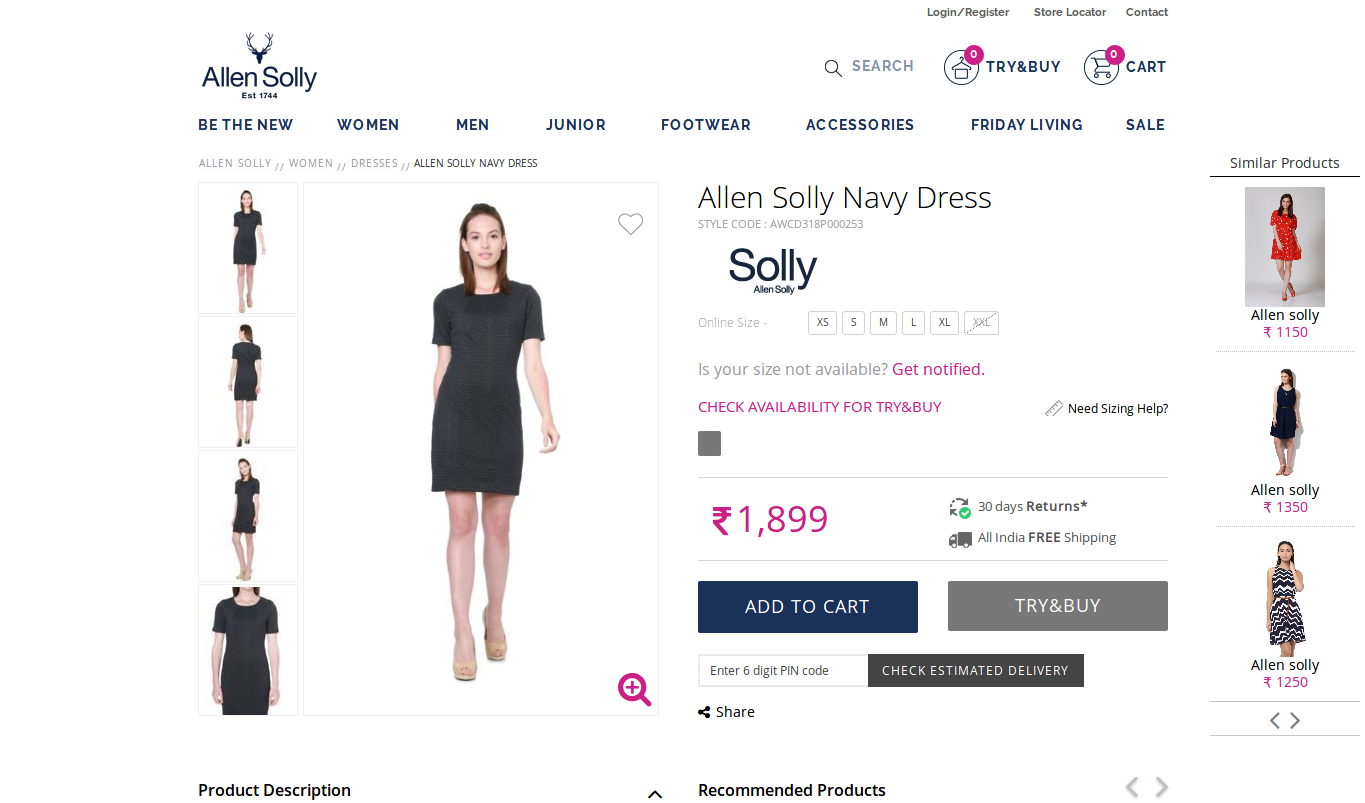 Login/Register Store Locator Contact
Allen Solly
Est 1744
SEARCH 0 TRY&BUY 0 CART
BE THE NEW WOMEN MEN JUNIOR FOOTWEAR ACCESSORIES FRIDAY LIVING SALE
ALLEN SOLLY // WOMEN // DRESSES // ALLEN SOLLY NAVY DRESS
Allen Solly Navy Dress
STYLE CODE : AWCD318P000253
Solly
Allen Solly
Online Size - XS S M L XL XXL
Is your size not available? Get notified.
CHECK AVAILABILITY FOR TRY&BUY Need Sizing Help?
₹ 1,899
30 days Returns*
All India FREE Shipping
ADD TO CART TRY&BUY
Enter 6 digit PIN code CHECK ESTIMATED DELIVERY
Share
Similar Products
Allen solly
₹ 1150
Allen solly
₹ 1350
Allen solly
₹ 1250
Product Description
Recommended Products